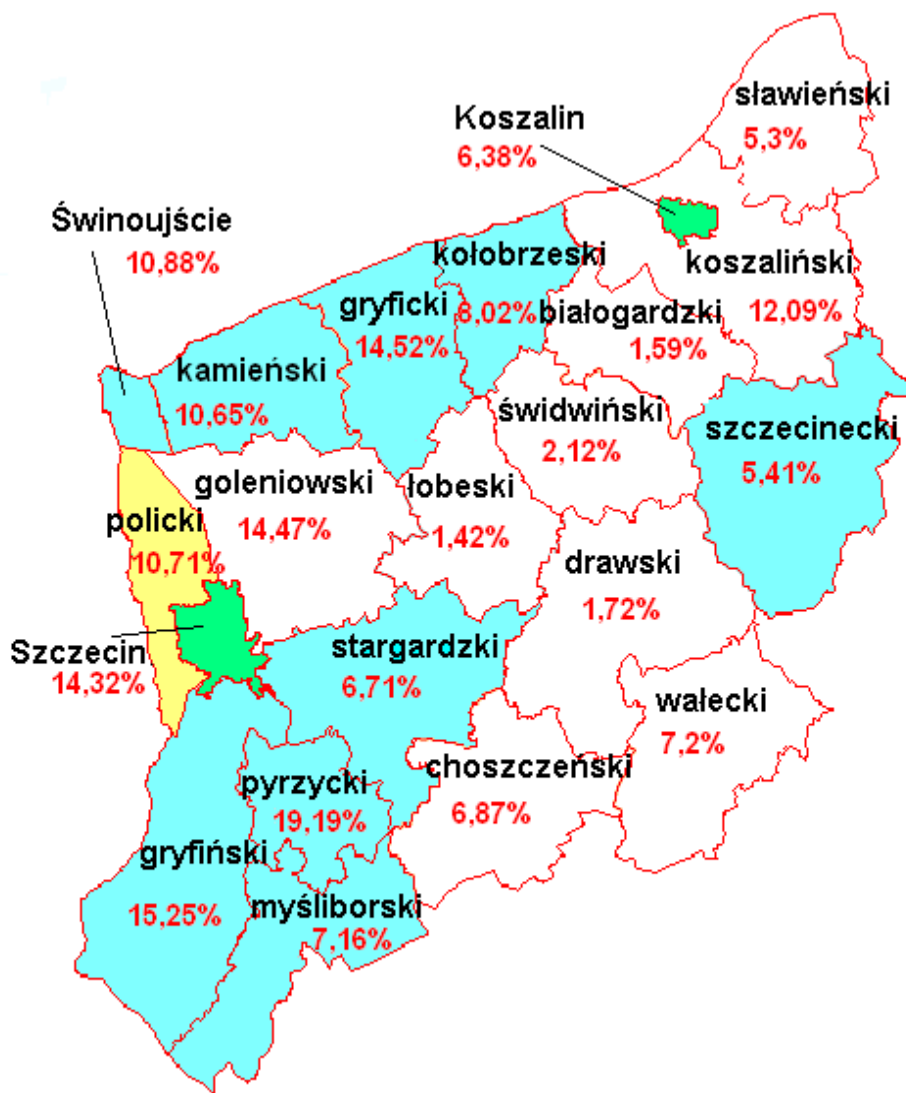 sławieński
5,3%
Koszalin
6,38%
Świnoujście
10,88%
kołobrzeski
8,02%
koszaliński
12,09%
gryficki
14,52%
białogardzki
1,59%
kamieński
10,65%
świdwiński
2,12%
szczecinecki
5,41%
goleniowski
14,47%
łobeski
1,42%
policki
10,71%
drawski
1,72%
Szczecin
14,32%
stargardzki
6,71%
wałecki
7,2%
choszczeński
6,87%
pyrzycki
19,19%
gryfiński
15,25%
myśliborski
7,16%